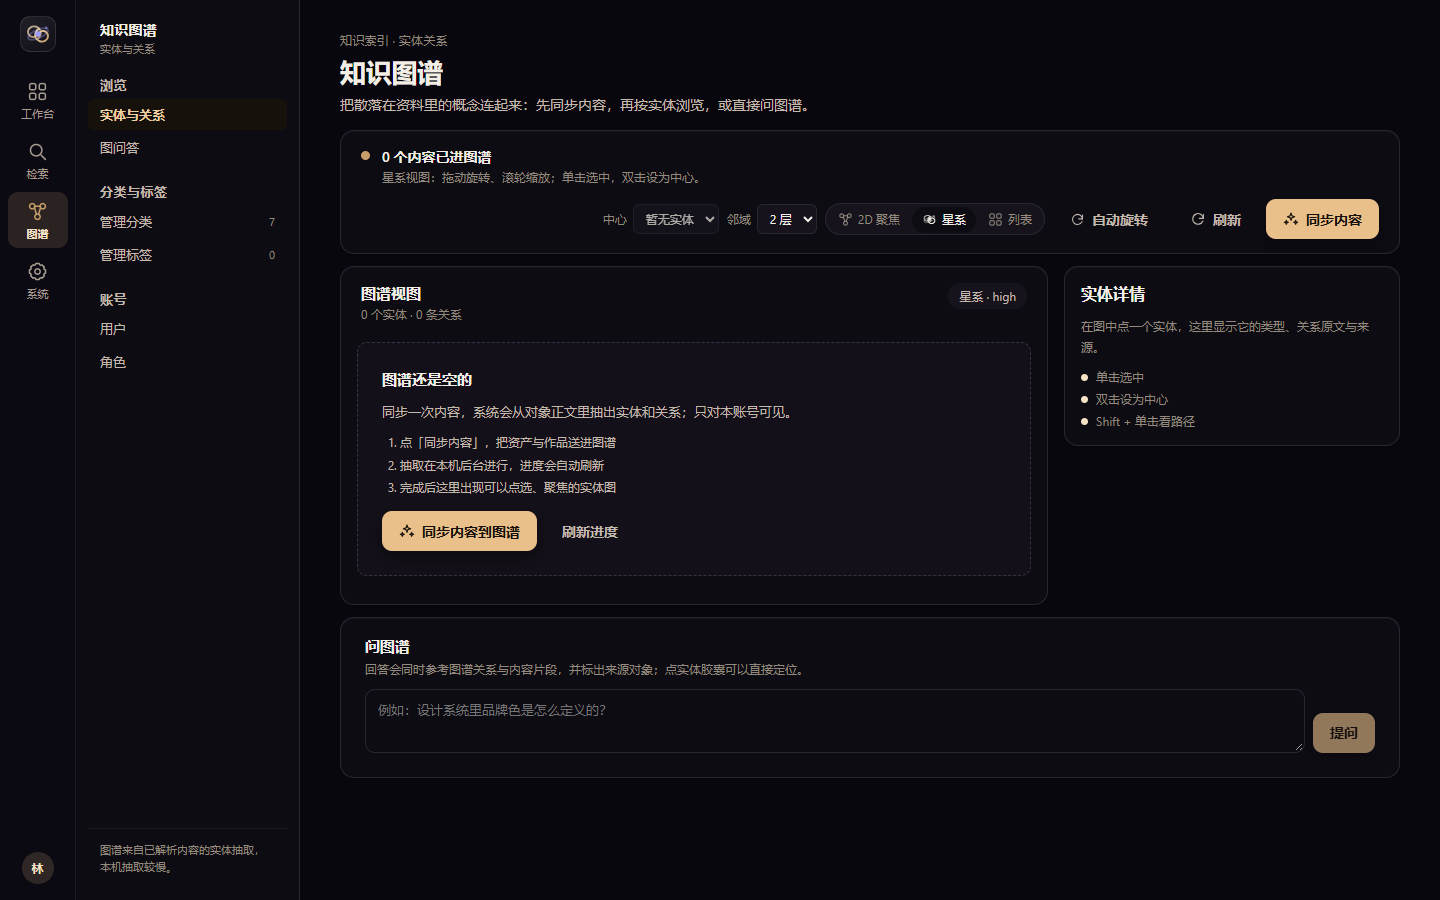 工作台
检索
图谱
系统
林
知识图谱
实体与关系
浏览
实体与关系
图问答
分类与标签
管理分类 7
管理标签 0
账号
用户
角色
图谱来自已解析内容的实体抽取，
本机抽取较慢。
知识索引 · 实体关系
知识图谱
把散落在资料里的概念连起来：先同步内容，再按实体浏览，或直接问图谱。
0 个内容已进图谱
星系视图：拖动旋转、滚轮缩放；单击选中，双击设为中心。
中心 暂无实体 邻域 2 层 2D 聚焦 星系 列表 自动旋转 刷新 同步内容
图谱视图
0 个实体 · 0 条关系
星系 · high
图谱还是空的
同步一次内容，系统会从对象正文里抽出实体和关系；只对本账号可见。
1. 点「同步内容」，把资产与作品送进图谱
2. 抽取在本机后台进行，进度会自动刷新
3. 完成后这里出现可以点选、聚焦的实体图
同步内容到图谱 刷新进度
实体详情
在图中点一个实体，这里显示它的类型、关系原文与来
源。
单击选中
双击设为中心
Shift + 单击看路径
问图谱
回答会同时参考图谱关系与内容片段，并标出来源对象；点实体胶囊可以直接定位。
例如：设计系统里品牌色是怎么定义的？
提问